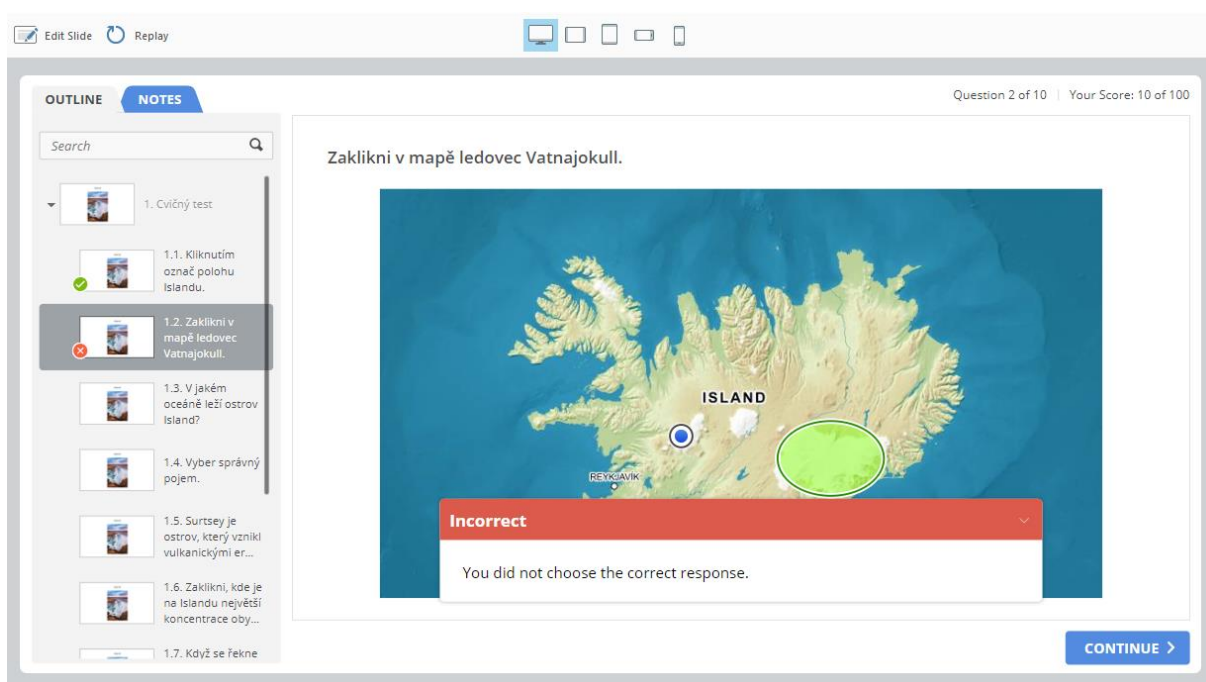 Edit Slide
Replay
OUTLINE
NOTES
Question 2 of 10 | Your Score: 10 of 100
Search
1. Cvičný test
1.1. Kliknutím
označ polohu
Islandu.
1.2. Zaklikni v
mapě ledovec
Vatnajokull.
1.3. V jakém
oceáně leží ostrov
Island?
1.4. Vyber správný
pojem.
1.5. Surtsey je
ostrov, který vznikl
vulkanickými er...
1.6. Zaklikni, kde je
na Islandu největší
koncentrace oby...
1.7. Když se řekne
Zaklikni v mapě ledovec Vatnajokull.
ISLAND
REYKJAVIK
Incorrect
You did not choose the correct response.
CONTINUE